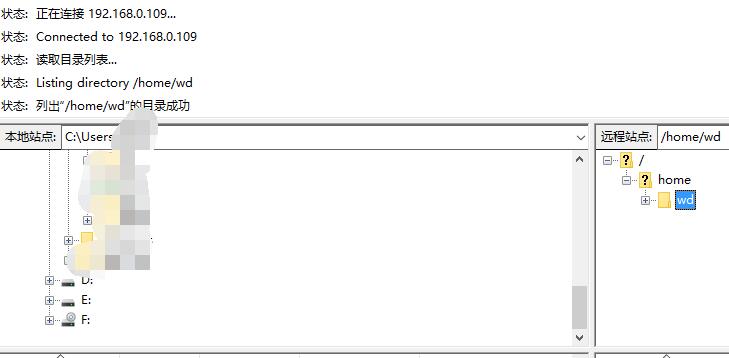 状态: 正在连接 192.168.0.109...
状态: Connected to 192.168.0.109
状态: 读取目录列表...
状态: Listing directory /home/wd
状态: 列出“/home/wd”的目录成功
本地站点: C:\Users
远程站点: /home/wd
/
home
wd
D:
E:
F: